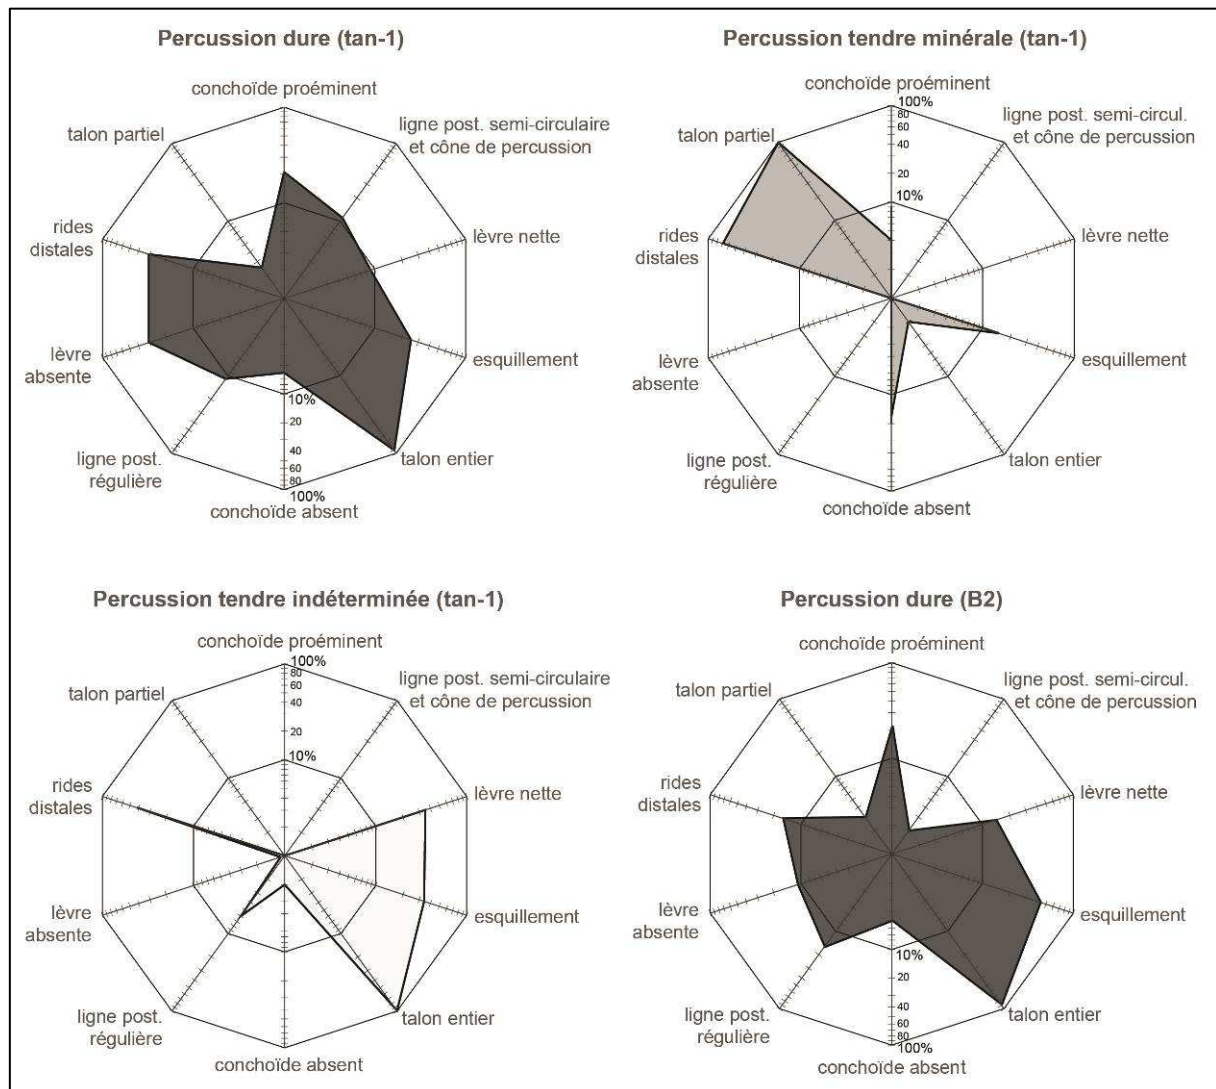 Percussion dure (tan-1)
conchoïde proéminent
ligne post. semi-circulaire
et cône de percussion
talon partiel
rides
distales
lèvre nette
lèvre
absente
esquillement
ligne post.
régulière
talon entier
10%
20
40
60
80
100%
conchoïde absent
Percussion tendre minérale (tan-1)
conchoïde proéminent
100%
80
60
40
20
10%
ligne post. semi-circul.
et cône de percussion
talon partiel
rides
distales
lèvre nette
lèvre
absente
esquillement
ligne post.
régulière
talon entier
conchoïde absent
Percussion tendre indéterminée (tan-1)
conchoïde proéminent
100%
80
60
40
20
10%
ligne post. semi-circulaire
et cône de percussion
talon partiel
rides
distales
lèvre nette
lèvre
absente
esquillement
ligne post.
régulière
talon entier
conchoïde absent
Percussion dure (B2)
conchoïde proéminent
ligne post. semi-circul.
et cône de percussion
talon partiel
rides
distales
lèvre nette
lèvre
absente
esquillement
ligne post.
régulière
talon entier
10%
20
40
60
80
100%
conchoïde absent